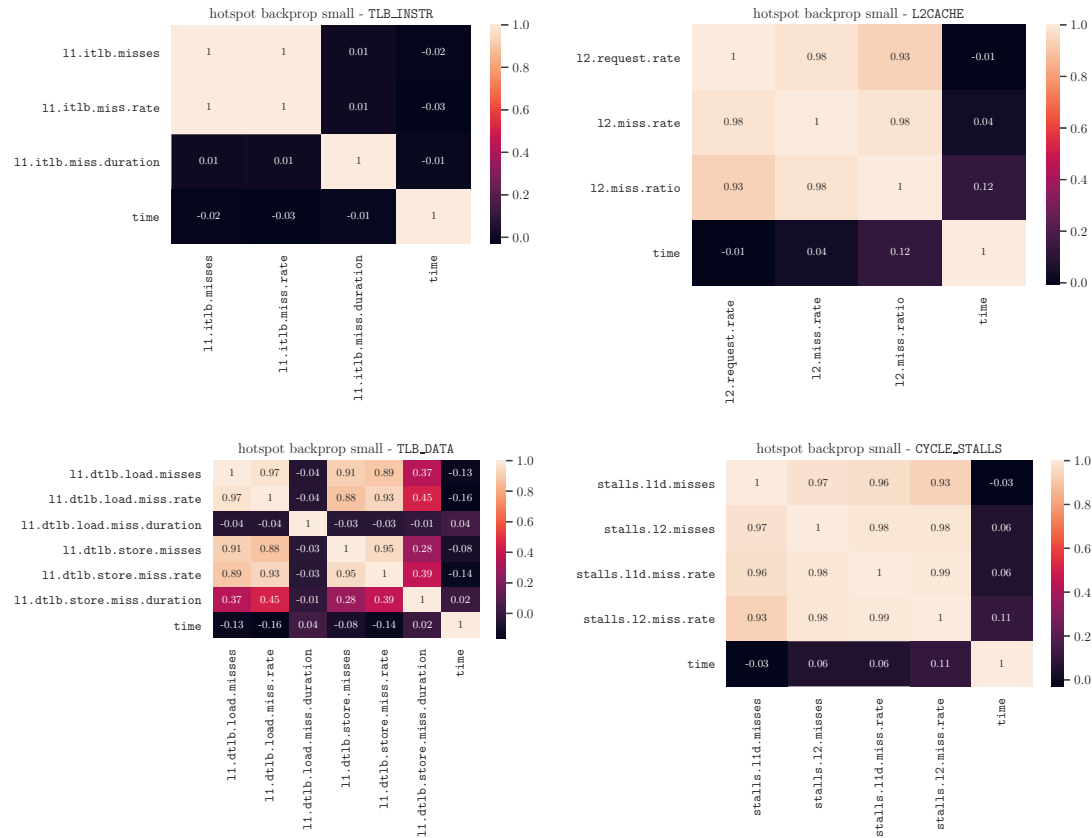 hotspot backprop small - TLB_INSTR
l1.itlb.misses 1 1 0.01 -0.02
l1.itlb.miss.rate 1 1 0.01 -0.03
l1.itlb.miss.duration 0.01 0.01 1 -0.01
time -0.02 -0.03 -0.01 1
1.0
0.8
0.6
0.4
0.2
0.0
l1.itlb.misses
l1.itlb.miss.rate
l1.itlb.miss.duration
time
hotspot backprop small - L2CACHE
l2.request.rate 1 0.98 0.93 -0.01
l2.miss.rate 0.98 1 0.98 0.04
l2.miss.ratio 0.93 0.98 1 0.12
time -0.01 0.04 0.12 1
1.0
0.8
0.6
0.4
0.2
0.0
l2.request.rate
l2.miss.rate
l2.miss.ratio
time
hotspot backprop small - TLB_DATA
l1.dtlb.load.misses 1 0.97 -0.04 0.91 0.89 0.37 -0.13
l1.dtlb.load.miss.rate 0.97 1 -0.04 0.88 0.93 0.45 -0.16
l1.dtlb.load.miss.duration -0.04 -0.04 1 -0.03 -0.03 -0.01 0.04
l1.dtlb.store.misses 0.91 0.88 -0.03 1 0.95 0.28 -0.08
l1.dtlb.store.miss.rate 0.89 0.93 -0.03 0.95 1 0.39 -0.14
l1.dtlb.store.miss.duration 0.37 0.45 -0.01 0.28 0.39 1 0.02
time -0.13 -0.16 0.04 -0.08 -0.14 0.02 1
1.0
0.8
0.6
0.4
0.2
0.0
l1.dtlb.load.misses
l1.dtlb.load.miss.rate
l1.dtlb.load.miss.duration
l1.dtlb.store.misses
l1.dtlb.store.miss.rate
l1.dtlb.store.miss.duration
time
hotspot backprop small - CYCLE_STALLS
stalls.l1d.misses 1 0.97 0.96 0.93 -0.03
stalls.l2.misses 0.97 1 0.98 0.98 0.06
stalls.l1d.miss.rate 0.96 0.98 1 0.99 0.06
stalls.l2.miss.rate 0.93 0.98 0.99 1 0.11
time -0.03 0.06 0.06 0.11 1
1.0
0.8
0.6
0.4
0.2
0.0
stalls.l1d.misses
stalls.l2.misses
stalls.l1d.miss.rate
stalls.l2.miss.rate
time